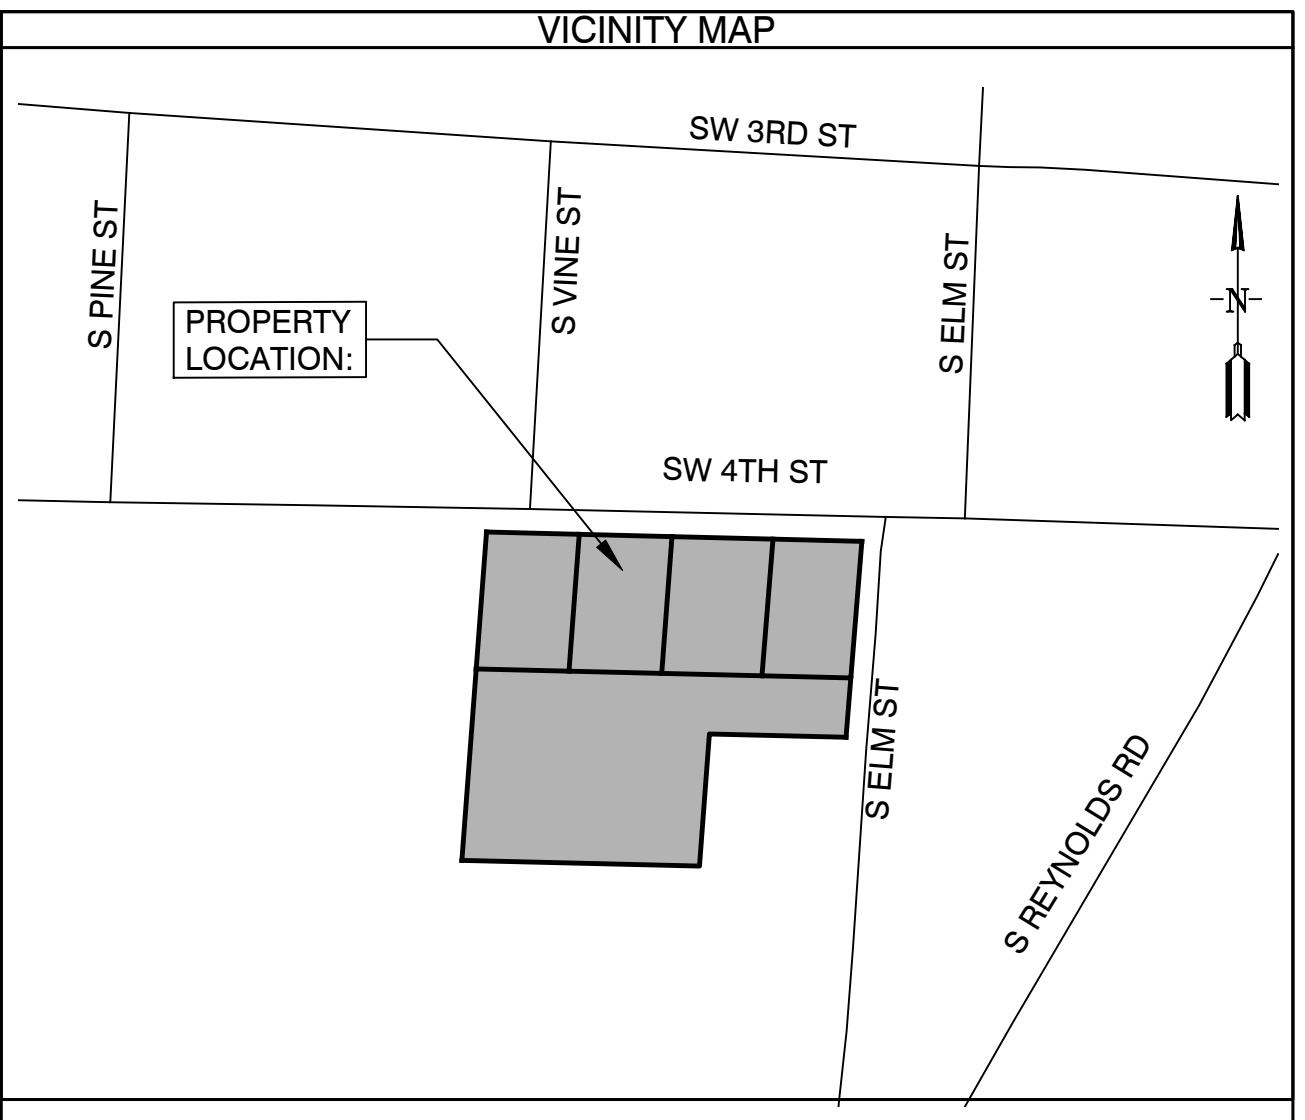 VICINITY MAP
SW 3RD ST
S PINE ST
S VINE ST
S ELM ST
N
PROPERTY
LOCATION:
SW 4TH ST
S ELM ST
S REYNOLDS RD